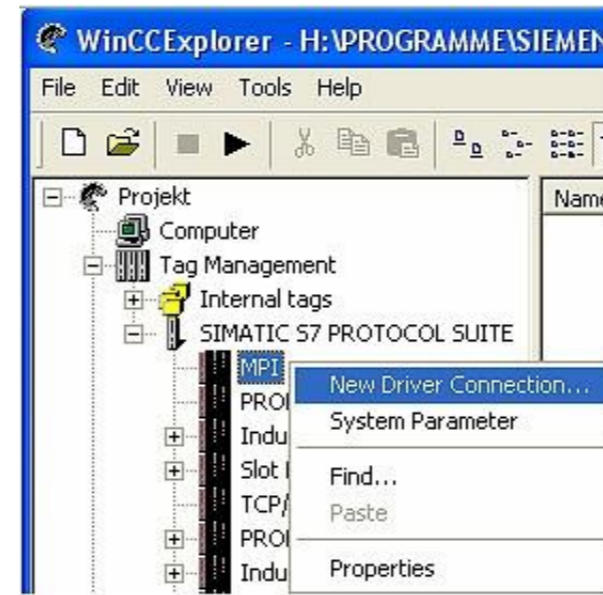 WinCCExplorer - H:\PROGRAMME\SIEMEN
File Edit View Tools Help
Projekt
Name
Computer
Tag Management
Internal tags
SIMATIC S7 PROTOCOL SUITE
MPI
New Driver Connection...
PROI
System Parameter
Indu
Slot
Find...
TCP/
Paste
PROI
Indu
Properties